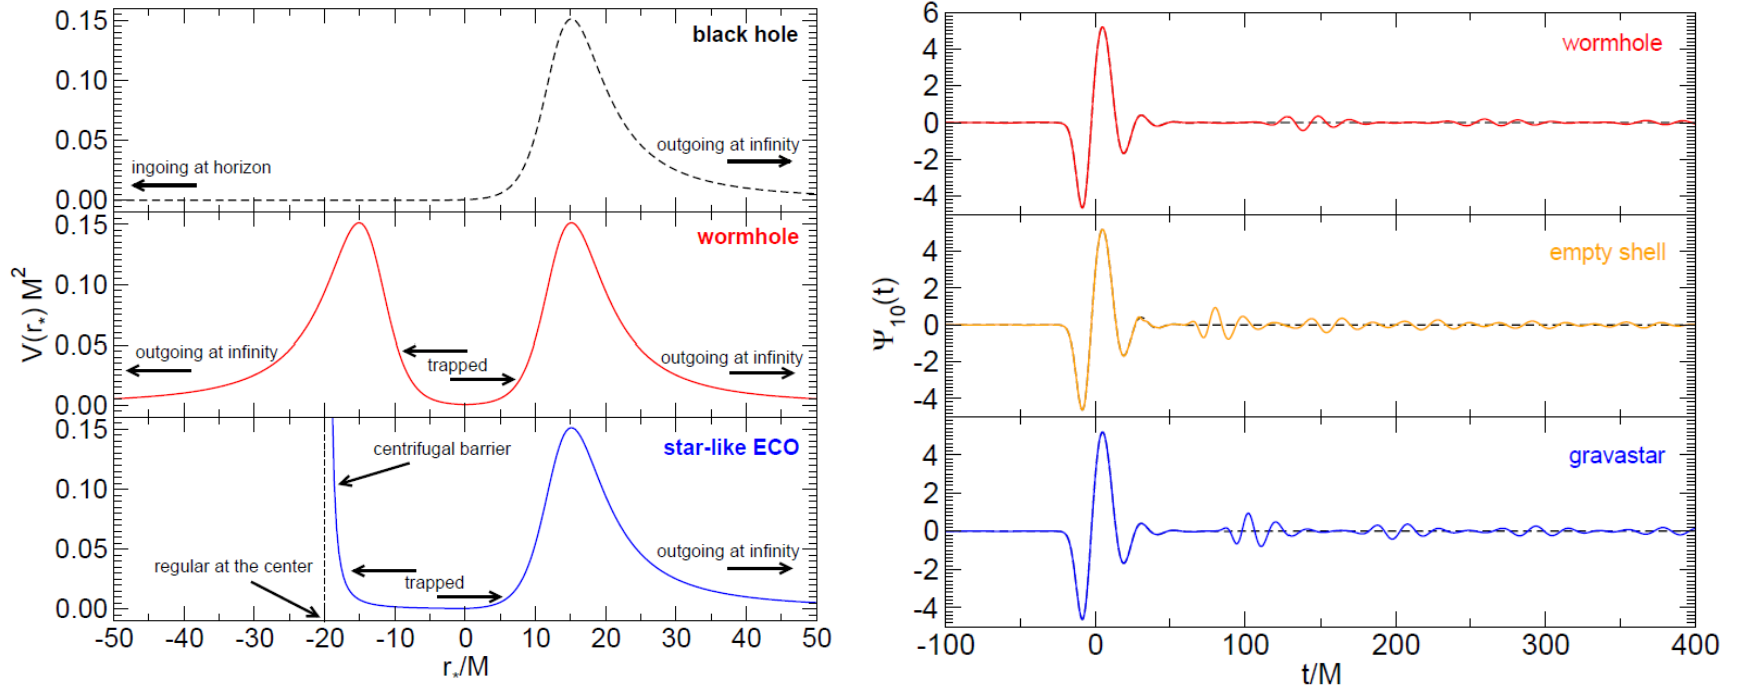 0.15
black hole
0.10
0.05
outgoing at infinity
ingoing at horizon
0.00
0.15
wormhole
V(r*) M2
0.10
0.05
outgoing at infinity
trapped
outgoing at infinity
0.00
0.15
centrifugal barrier
star-like ECO
0.10
0.05
regular at the center
trapped
outgoing at infinity
0.00
-50 -40 -30 -20 -10 0 10 20 30 40 50
r*/M
6
wormhole
4
2
0
-2
-4
4
empty shell
2
0
-2
-4
Ψ10(t)
4
gravastar
2
0
-2
-4
-100 0 100 200 300 400
t/M